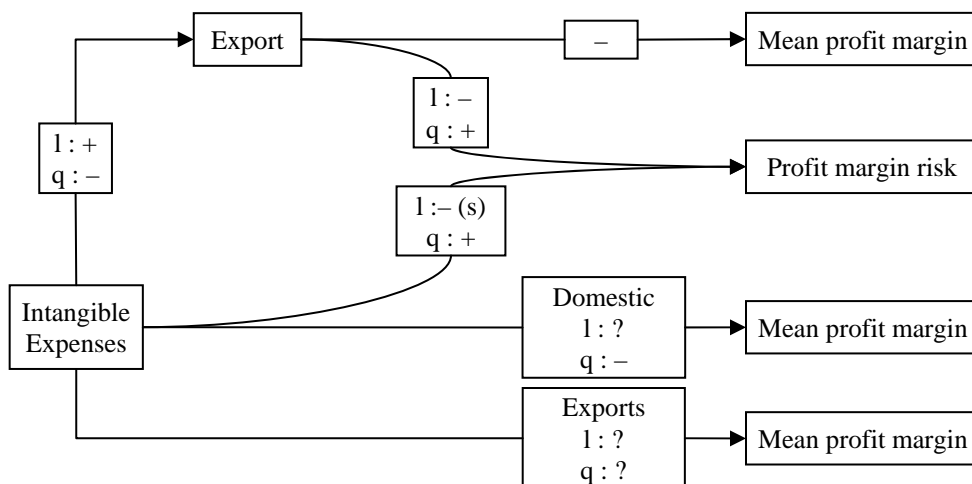 Export
–
Mean profit margin
l : –
q : +
l : +
q : –
Profit margin risk
l :– (s)
q : +
Intangible
Expenses
Domestic
l : ?
q : –
Mean profit margin
Exports
l : ?
q : ?
Mean profit margin